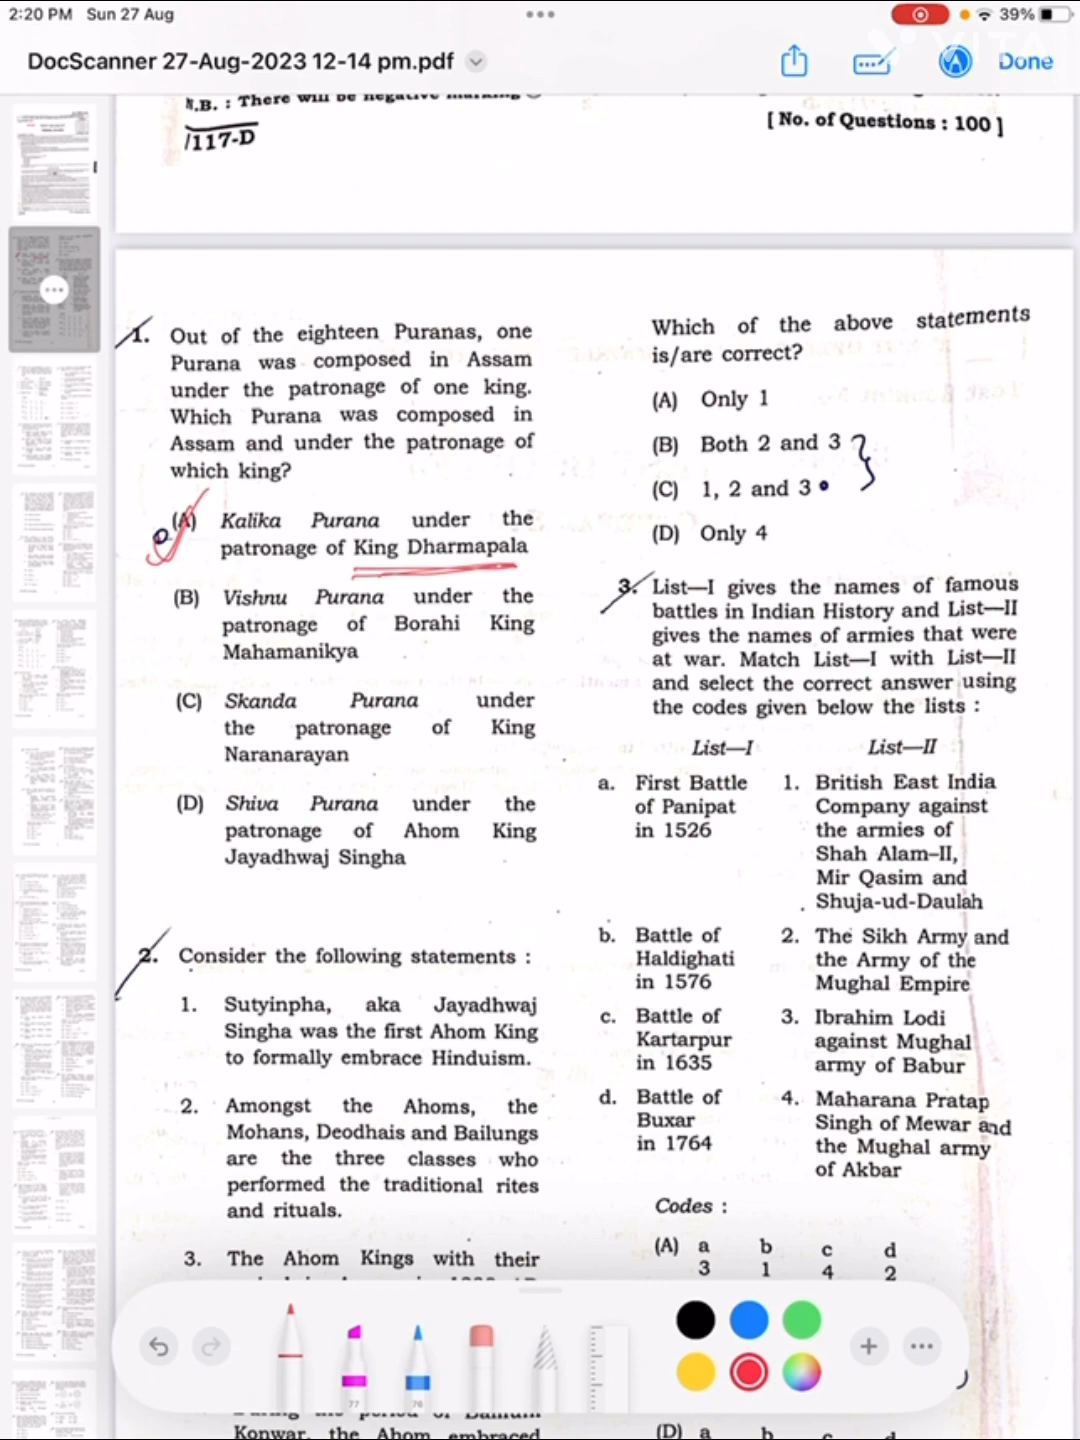 2:20 PM Sun 27 Aug
39%
DocScanner 27-Aug-2023 12-14 pm.pdf
Done
N.B. : There will be negative marking
/117-D
[ No. of Questions : 100 ]
1. Out of the eighteen Puranas, one
Purana was composed in Assam
under the patronage of one king.
Which Purana was composed in
Assam and under the patronage of
which king?
(A) Kalika Purana under the
patronage of King Dharmapala
(B) Vishnu Purana under the
patronage of Borahi King
Mahamanikya
(C) Skanda Purana under
the patronage of King
Naranarayan
(D) Shiva Purana under the
patronage of Ahom King
Jayadhwaj Singha
2. Consider the following statements :
1. Sutyinpha, aka Jayadhwaj
Singha was the first Ahom King
to formally embrace Hinduism.
2. Amongst the Ahoms, the
Mohans, Deodhais and Bailungs
are the three classes who
performed the traditional rites
and rituals.
3. The Ahom Kings with their
Konwar, the Ahom embraced
Which of the above statements
is/are correct?
(A) Only 1
(B) Both 2 and 3
(C) 1, 2 and 3
(D) Only 4
3. List—I gives the names of famous
battles in Indian History and List—II
gives the names of armies that were
at war. Match List—I with List—II
and select the correct answer using
the codes given below the lists :
List—I List—II
a. First Battle 1. British East India
of Panipat Company against
in 1526 the armies of
Shah Alam-II,
Mir Qasim and
Shuja-ud-Daulah
b. Battle of 2. The Sikh Army and
Haldighati the Army of the
in 1576 Mughal Empire
c. Battle of 3. Ibrahim Lodi
Kartarpur against Mughal
in 1635 army of Babur
d. Battle of 4. Maharana Pratap
Buxar Singh of Mewar and
in 1764 the Mughal army
of Akbar
Codes :
(A) a b c d
3 1 4 2
(D) a b c d
77
76